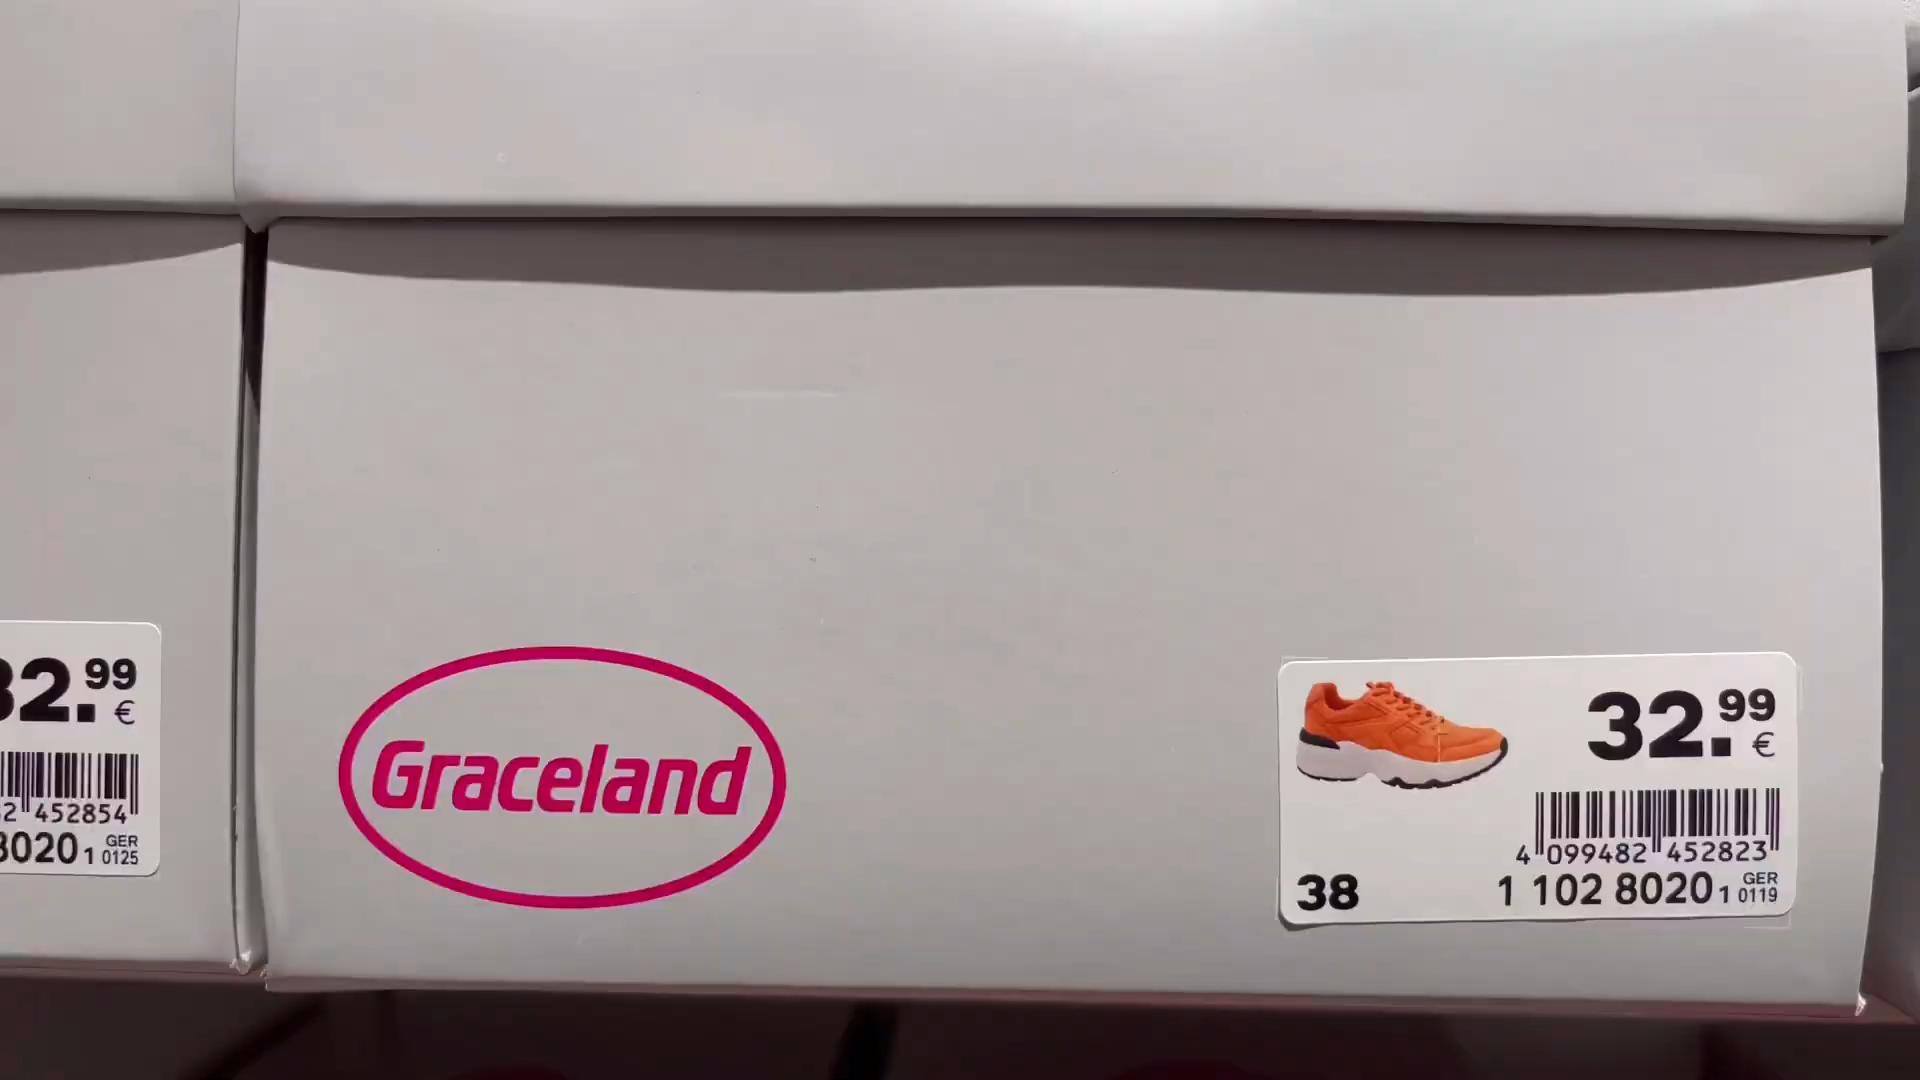 32.99
€
2 452854
8020 1 GER 0125
Graceland
32.99
€
4 099482 452823
38
1 102 8020 1 GER 0119